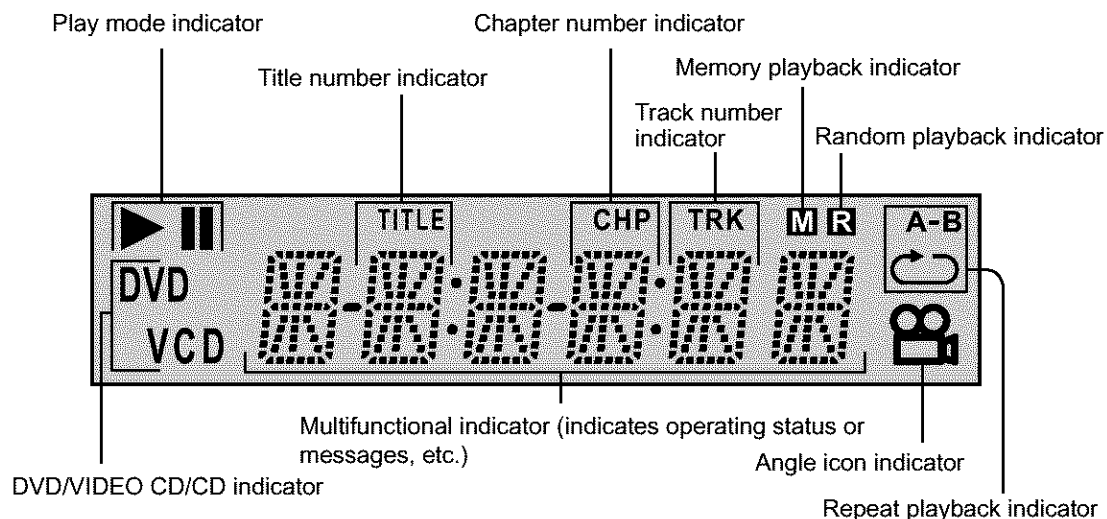 Play mode indicator
Chapter number indicator
Title number indicator
Memory playback indicator
Track number
indicator
Random playback indicator
TITLE
CHP
TRK
M
R
A-B
DVD
VCD
Multifunctional indicator (indicates operating status or
messages, etc.)
Angle icon indicator
DVD/VIDEO CD/CD indicator
Repeat playback indicator